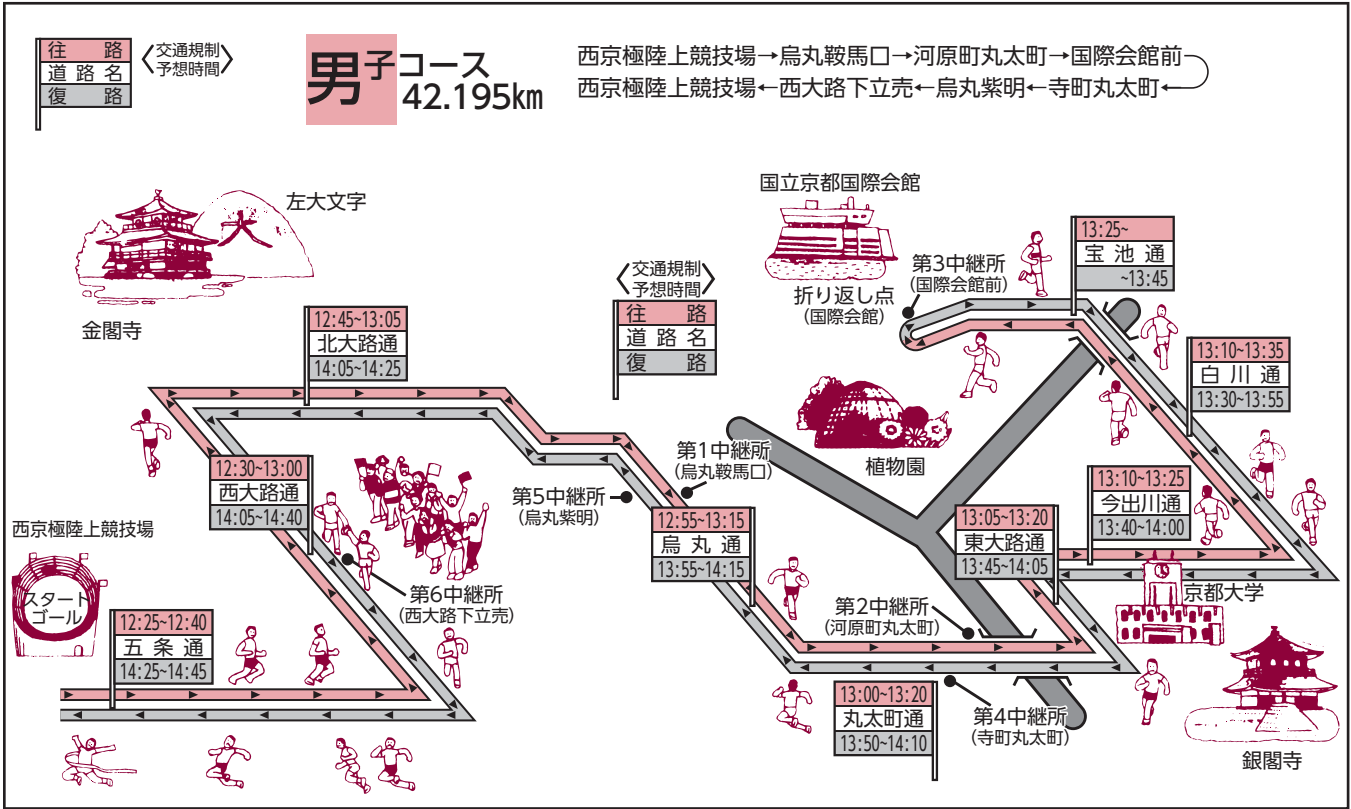 往　路
道路名
復　路
〈交通規制
予想時間〉
男子コース
42.195km
西京極陸上競技場→烏丸鞍馬口→河原町丸太町→国際会館前
西京極陸上競技場←西大路下立売←烏丸紫明←寺町丸太町←
左大文字
金閣寺
国立京都国際会館
折り返し点
(国際会館)
第3中継所
(国際会館前)
13:25~
宝池通
~13:45
〈交通規制
予想時間〉
往　路
道路名
復　路
12:45~13:05
北大路通
14:05~14:25
13:10~13:35
白川通
13:30~13:55
植物園
第1中継所
(烏丸鞍馬口)
第5中継所
(烏丸紫明)
12:30~13:00
西大路通
14:05~14:40
13:10~13:25
今出川通
13:40~14:00
12:55~13:15
烏丸通
13:55~14:15
13:05~13:20
東大路通
13:45~14:05
西京極陸上競技場
スタート
ゴール
第6中継所
(西大路下立売)
京都大学
第2中継所
(河原町丸太町)
12:25~12:40
五条通
14:25~14:45
13:00~13:20
丸太町通
13:50~14:10
第4中継所
(寺町丸太町)
銀閣寺
大